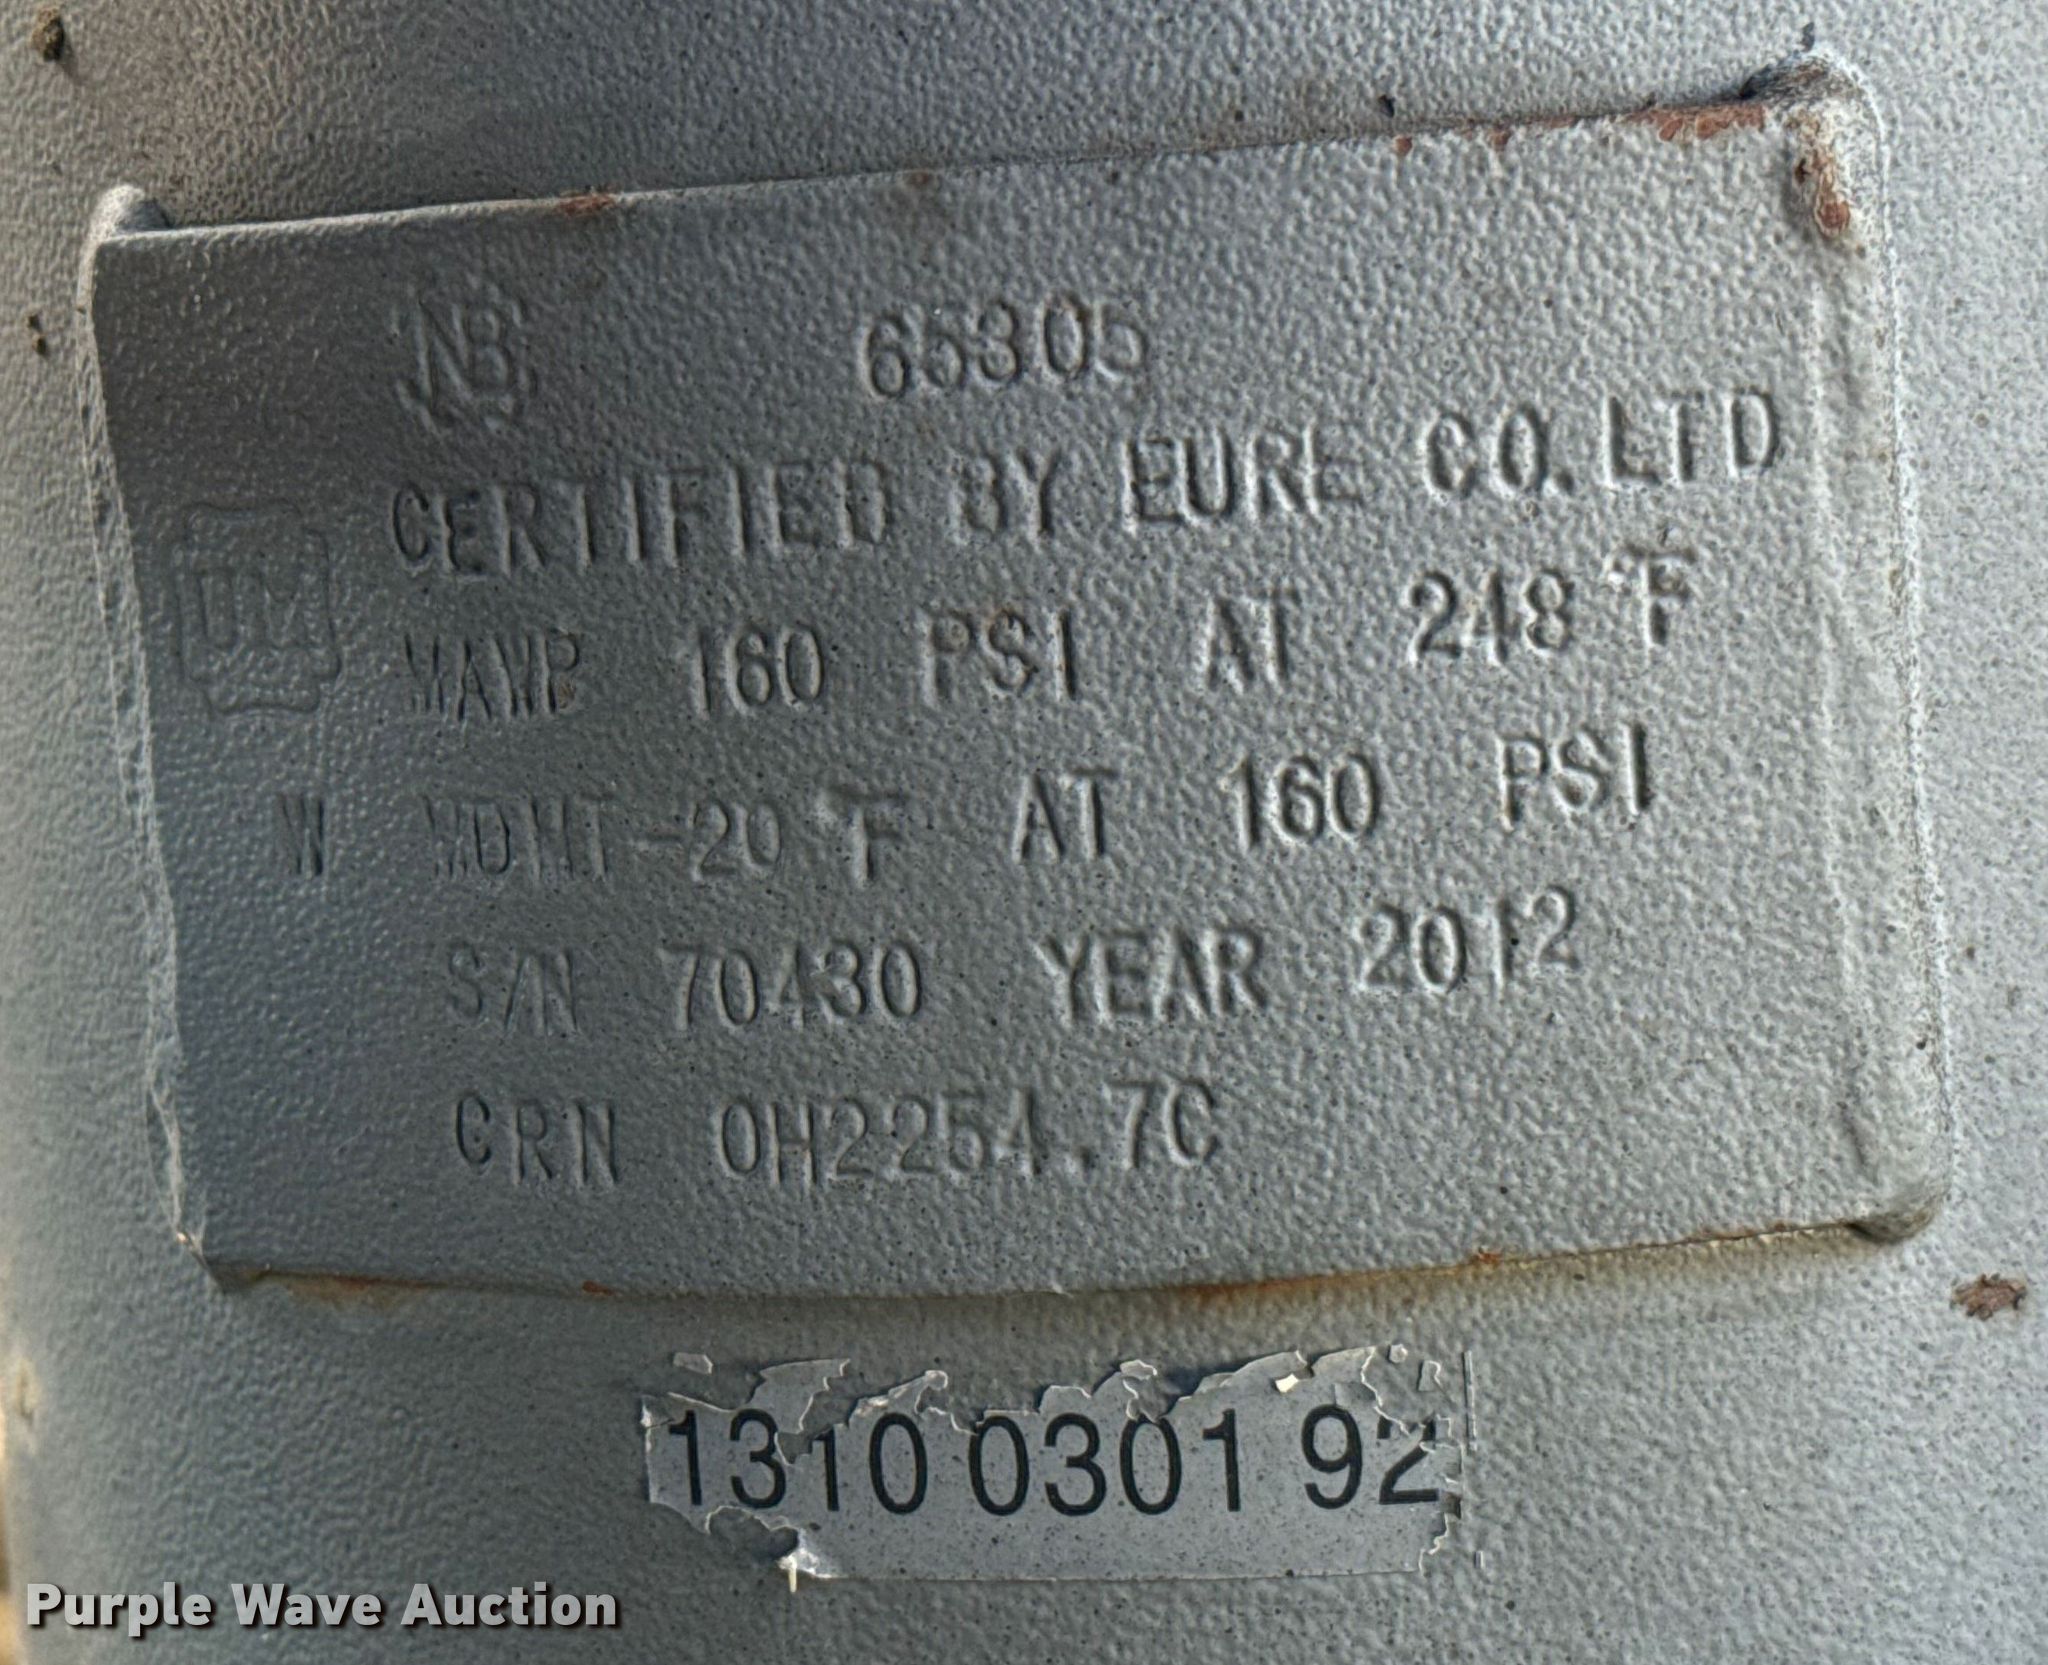 NB 65305
CERTIFIED BY EURE CO. LTD
UM
MAWP 160 PSI AT 248 °F
W MDMT -20 °F AT 160 PSI
S/N 70430 YEAR 2012
CRN 0H2254.7C
1310 0301 92
Purple Wave Auction